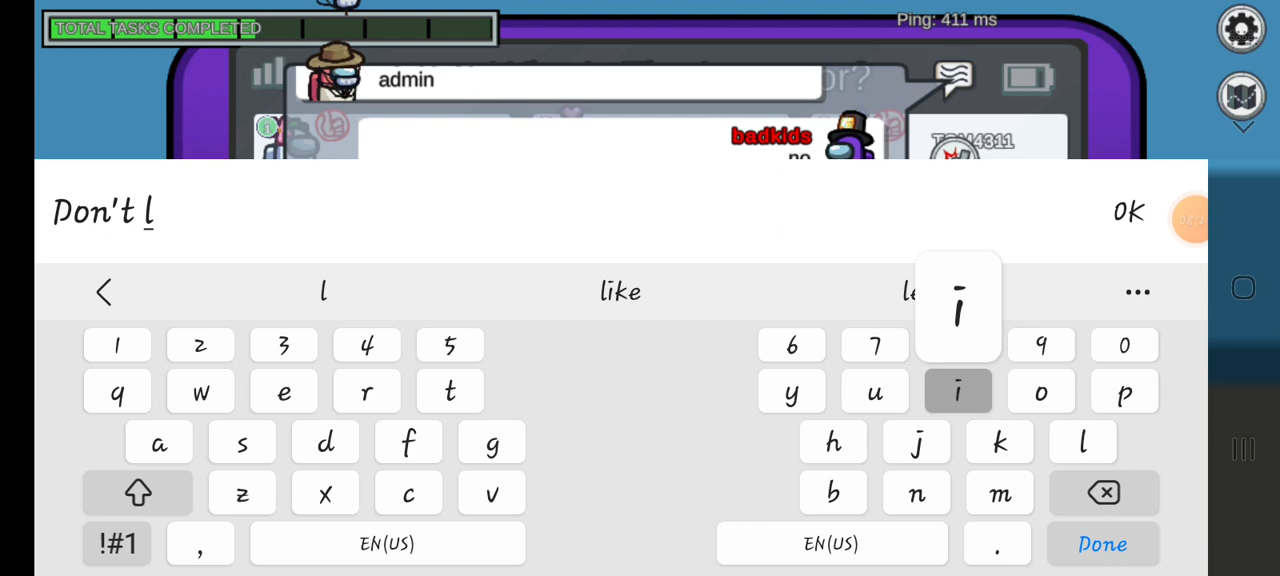 TOTAL TASKS COMPLETED
Ping: 411 ms
or?
admin
badkids
no
Don't l
OK
l like
1 2 3 4 5 6 7 9 0
q w e r t y u i o p
i
a s d f g h j k l
z x c v b n m
!#1 , EN(US) EN(US) . Done